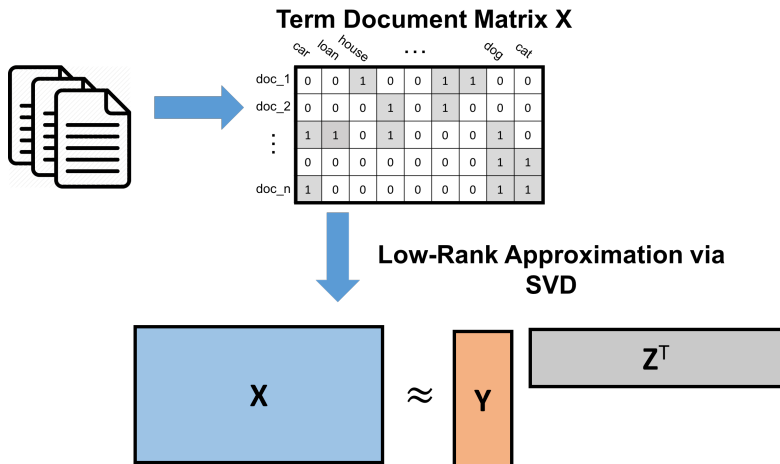 Term Document Matrix X
car loan house ... dog cat
doc_1 0 0 1 0 0 1 1 0 0
doc_2 0 0 0 1 0 1 0 0 0
⋮ 1 1 0 1 0 0 0 1 0
0 0 0 0 0 0 0 1 1
doc_n 1 0 0 0 0 0 0 1 1
Low-Rank Approximation via
SVD
X ≈ Y Zᵀ